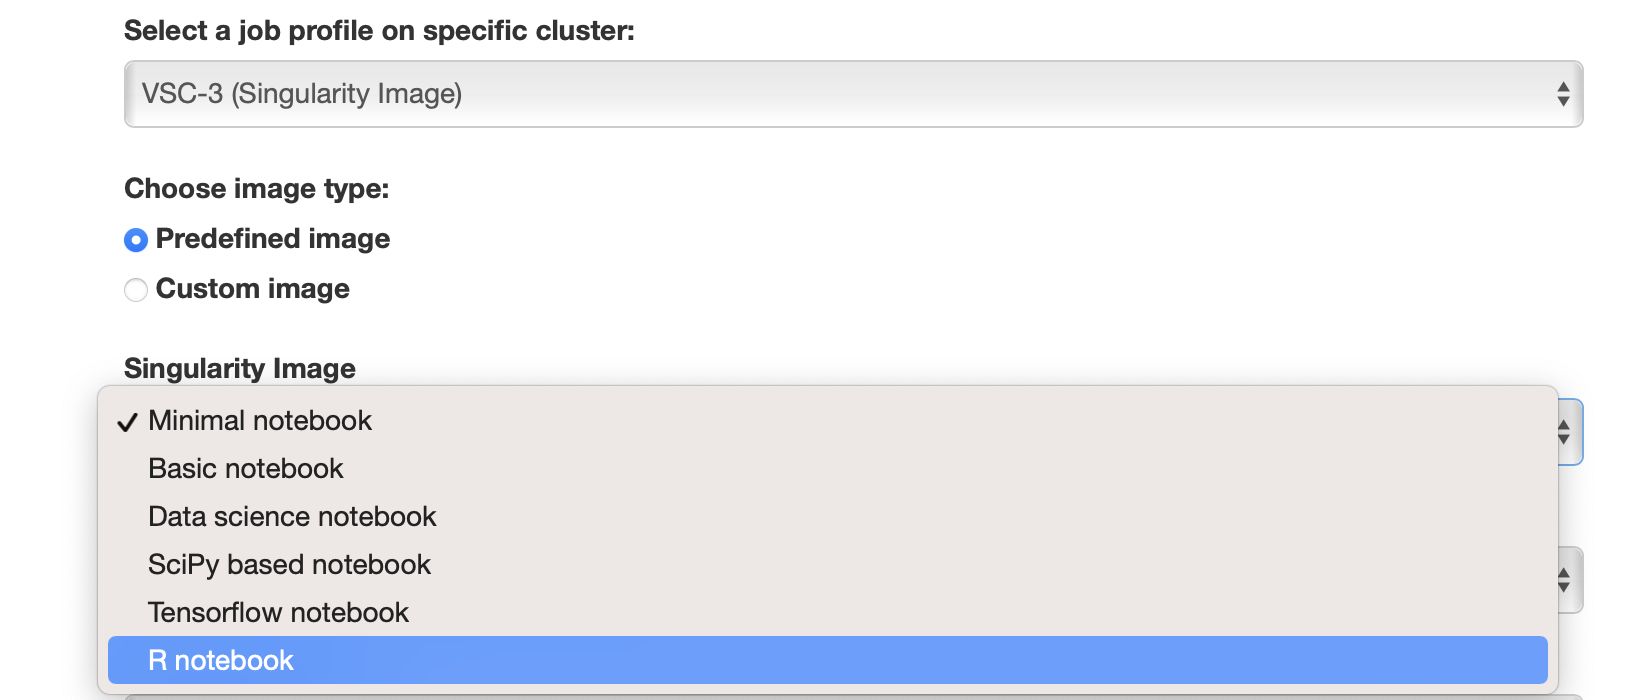 Select a job profile on specific cluster:
VSC-3 (Singularity Image)
Choose image type:
Predefined image
Custom image
Singularity Image
Minimal notebook
Basic notebook
Data science notebook
SciPy based notebook
Tensorflow notebook
R notebook